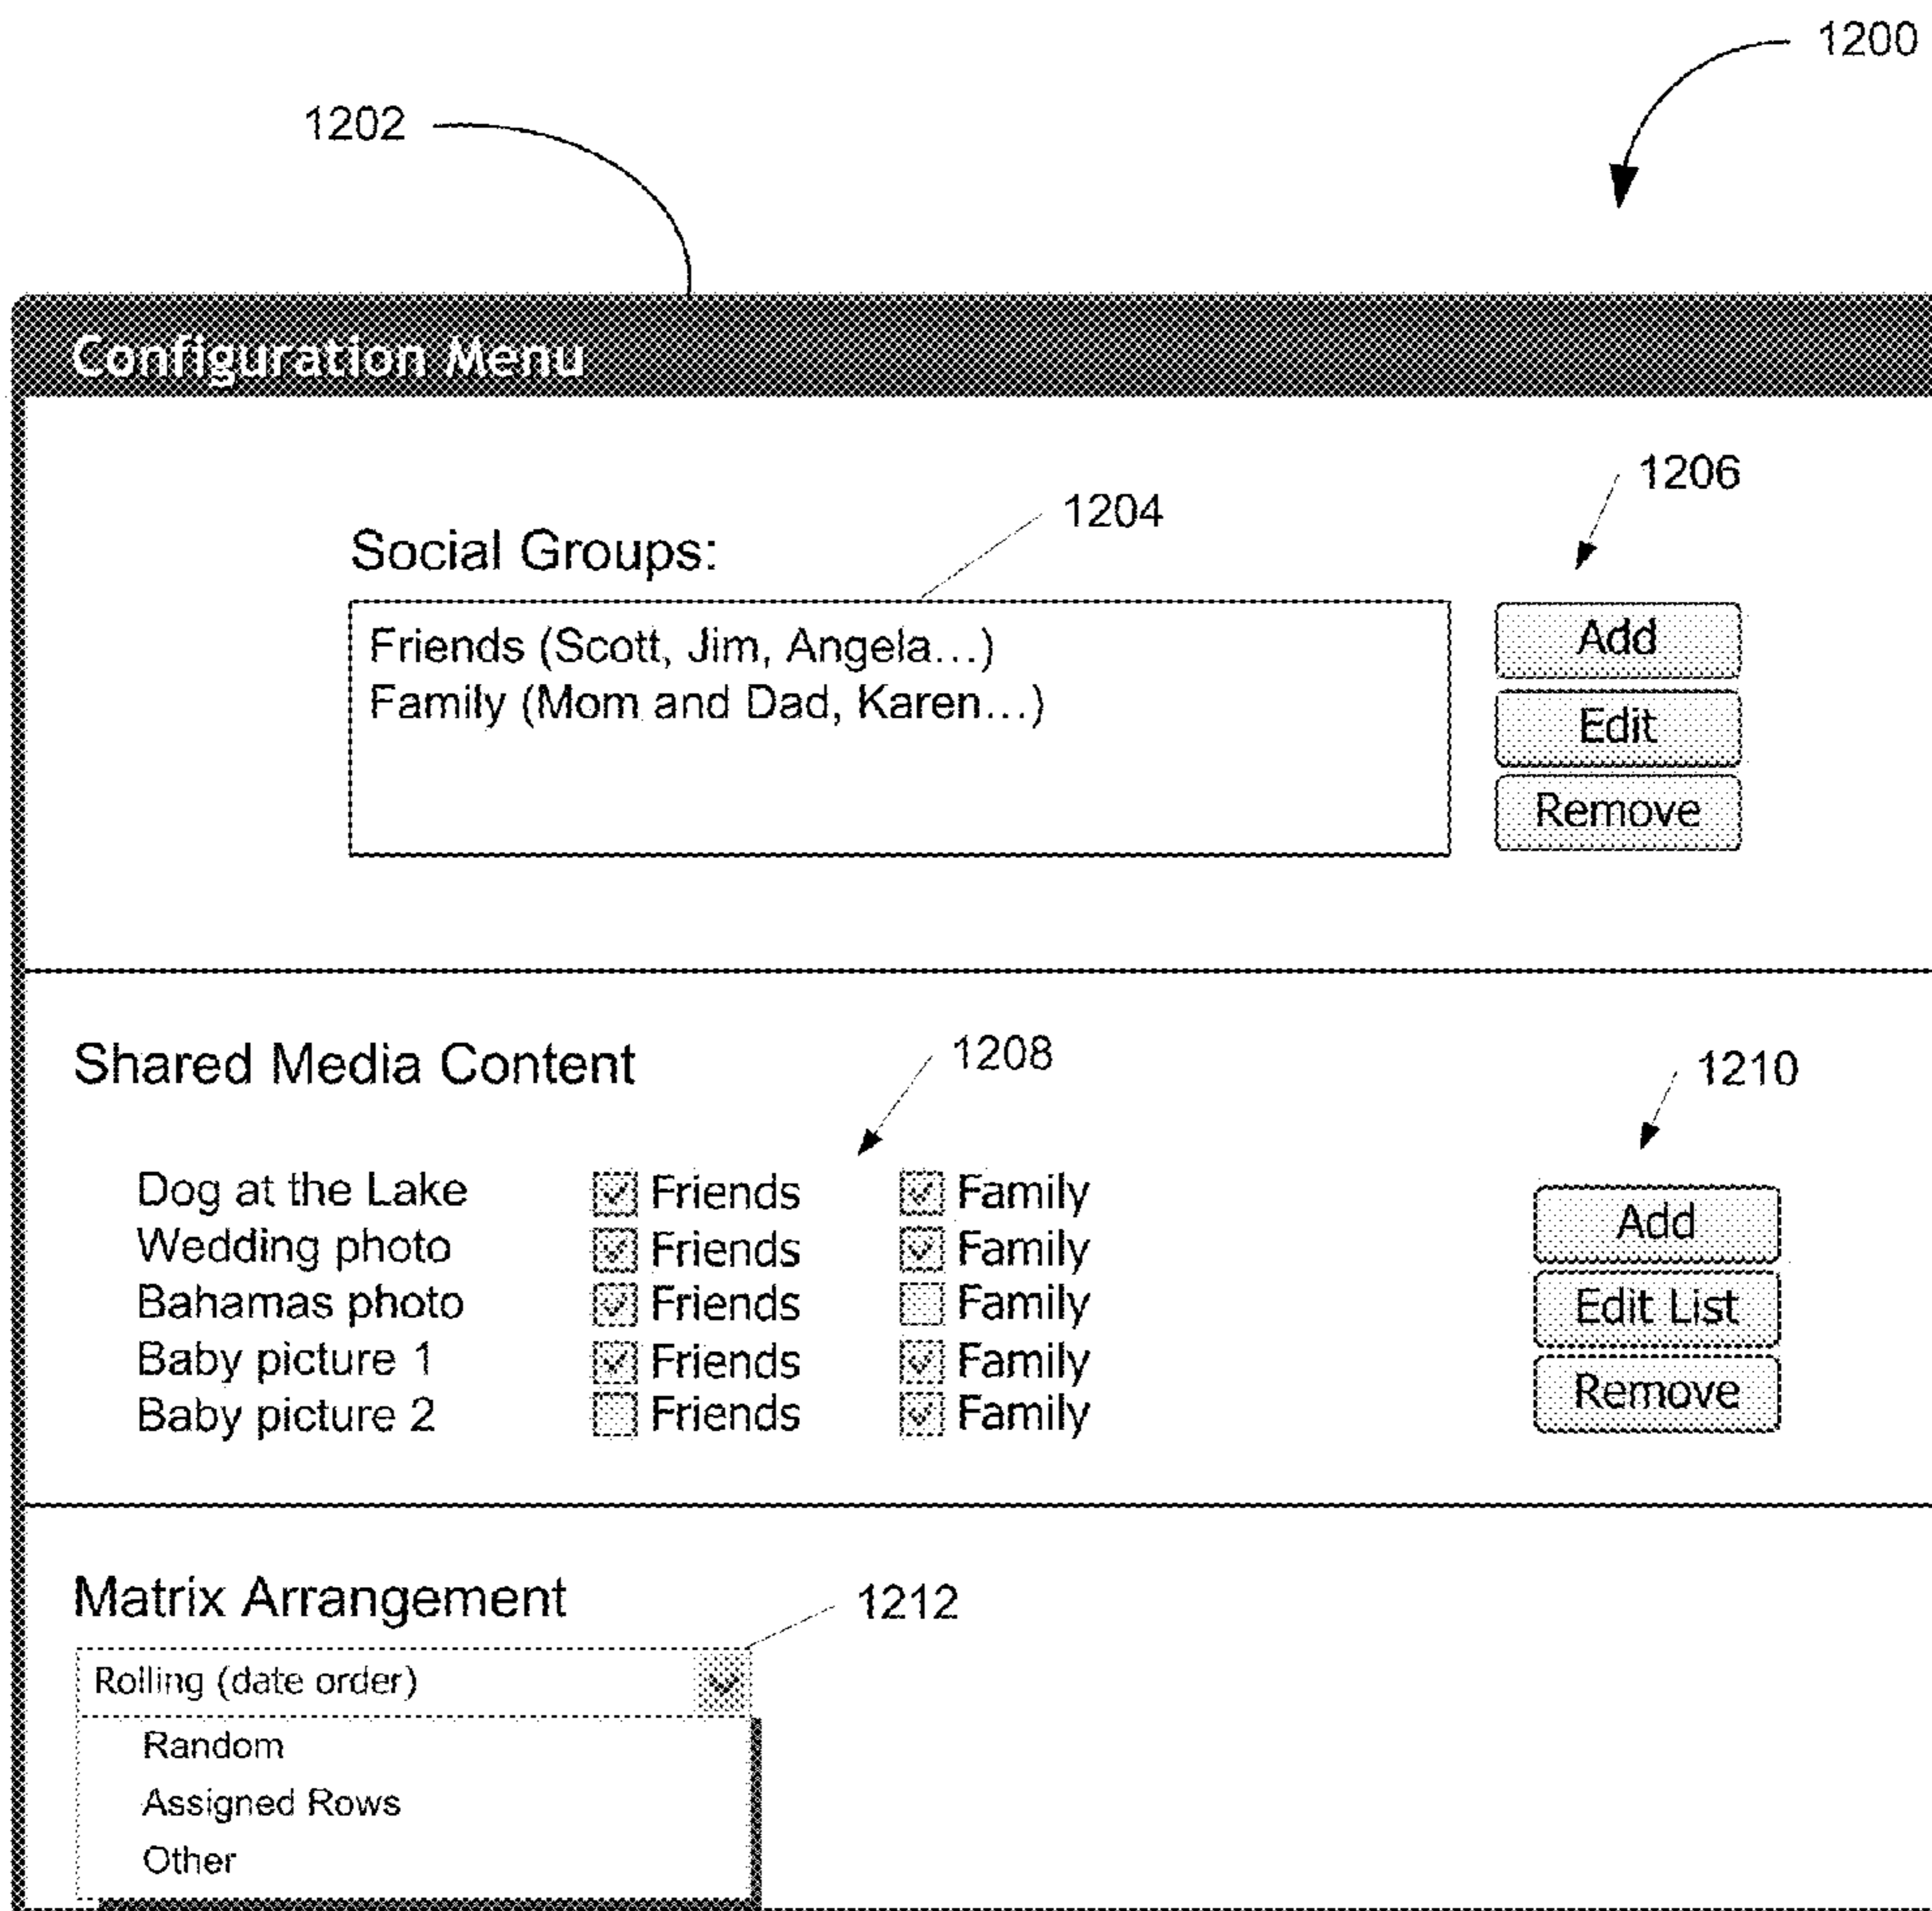 1200
1202
Configuration Menu
1206
1204
Social Groups:
Friends (Scott, Jim, Angela...)
Family (Mom and Dad, Karen...)
Add
Edit
Remove
Shared Media Content
1208
1210
Dog at the Lake Friends Family
Wedding photo Friends Family
Bahamas photo Friends Family
Baby picture 1 Friends Family
Baby picture 2 Friends Family
Add
Edit List
Remove
Matrix Arrangement
1212
Rolling (date order)
Random
Assigned Rows
Other